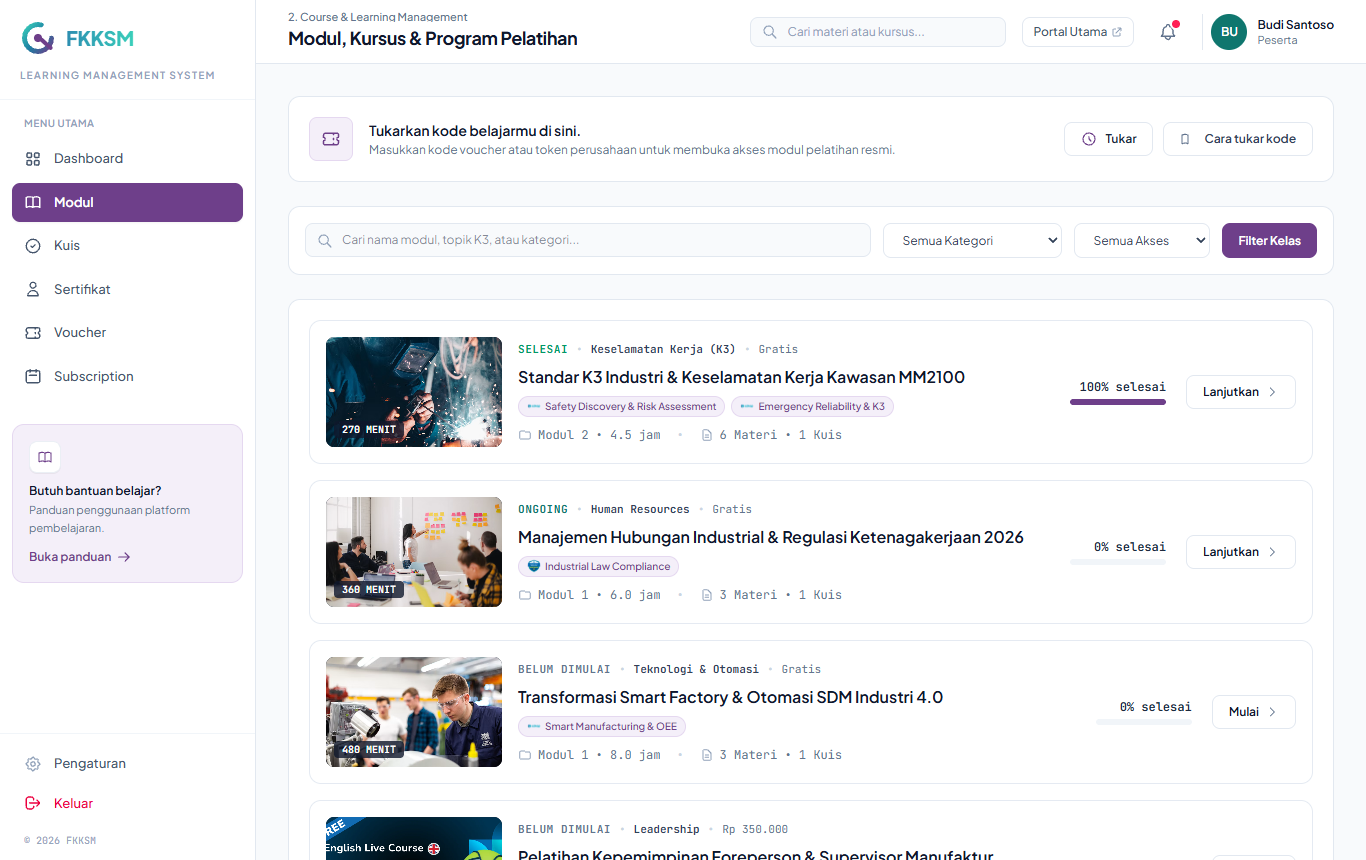 FKKSM
LEARNING MANAGEMENT SYSTEM
MENU UTAMA
Dashboard
Modul
Kuis
Sertifikat
Voucher
Subscription
Butuh bantuan belajar?
Panduan penggunaan platform
pembelajaran.
Buka panduan
Pengaturan
Keluar
© 2026 FKKSM
2. Course & Learning Management
Modul, Kursus & Program Pelatihan
Cari materi atau kursus...
Portal Utama
BU
Budi Santoso
Peserta
Tukarkan kode belajarmu di sini.
Masukkan kode voucher atau token perusahaan untuk membuka akses modul pelatihan resmi.
Tukar
Cara tukar kode
Cari nama modul, topik K3, atau kategori...
Semua Kategori
Semua Akses
Filter Kelas
270 MENIT
SELESAI • Keselamatan Kerja (K3) • Gratis
Standar K3 Industri & Keselamatan Kerja Kawasan MM2100
Safety Discovery & Risk Assessment
Emergency Reliability & K3
Modul 2 • 4.5 jam • 6 Materi • 1 Kuis
100% selesai
Lanjutkan
360 MENIT
ONGOING • Human Resources • Gratis
Manajemen Hubungan Industrial & Regulasi Ketenagakerjaan 2026
Industrial Law Compliance
Modul 1 • 6.0 jam • 3 Materi • 1 Kuis
0% selesai
Lanjutkan
480 MENIT
BELUM DIMULAI • Teknologi & Otomasi • Gratis
Transformasi Smart Factory & Otomasi SDM Industri 4.0
Smart Manufacturing & OEE
Modul 1 • 8.0 jam • 3 Materi • 1 Kuis
0% selesai
Mulai
REE
English Live Course
BELUM DIMULAI • Leadership • Rp 350.000
Pelatihan Kepemimpinan Foreperson & Supervisor Manufaktur